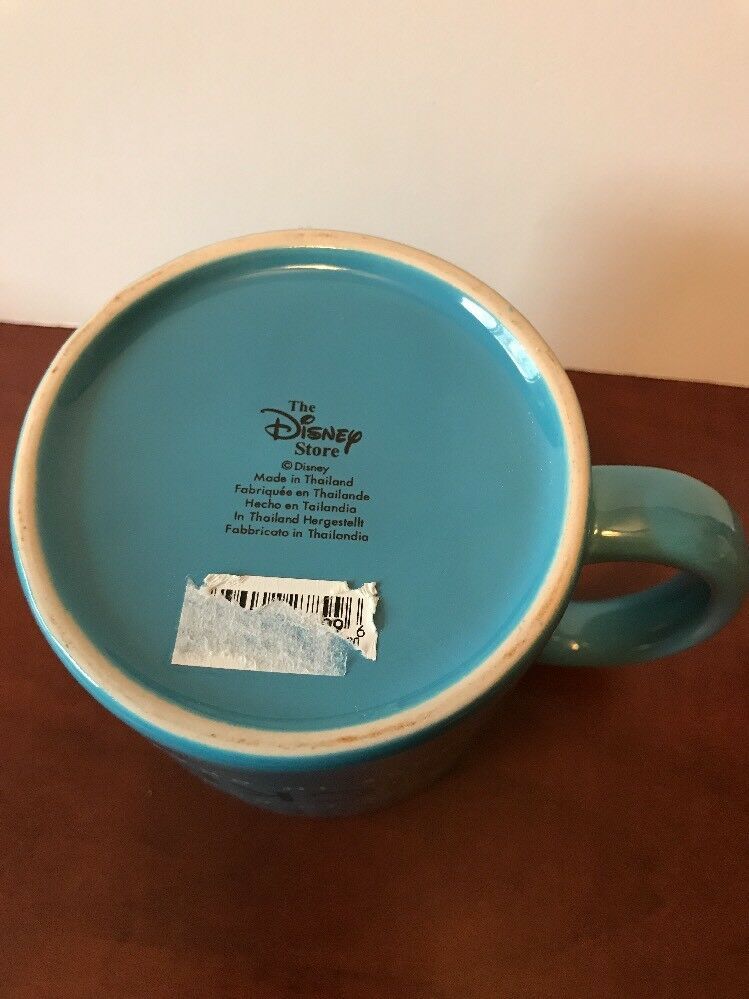 The
Disney
Store
© Disney
Made in Thailand
Fabriquée en Thailande
Hecho en Tailandia
In Thailand Hergestellt
Fabbricato in Thailandia